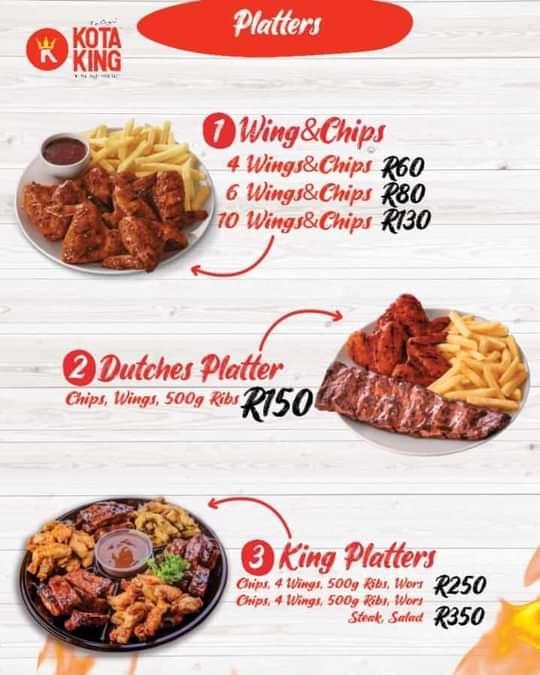 Platters
KOTA
KING
1 Wing&Chips
4 Wings&Chips R60
6 Wings&Chips R80
10 Wings&Chips R130
2 Dutches Platter
Chips, Wings, 500g Ribs R150
3 King Platters
Chips, 4 Wings, 500g Ribs, Wors R250
Chips, 4 Wings, 500g Ribs, Wors
Steak, Salad R350